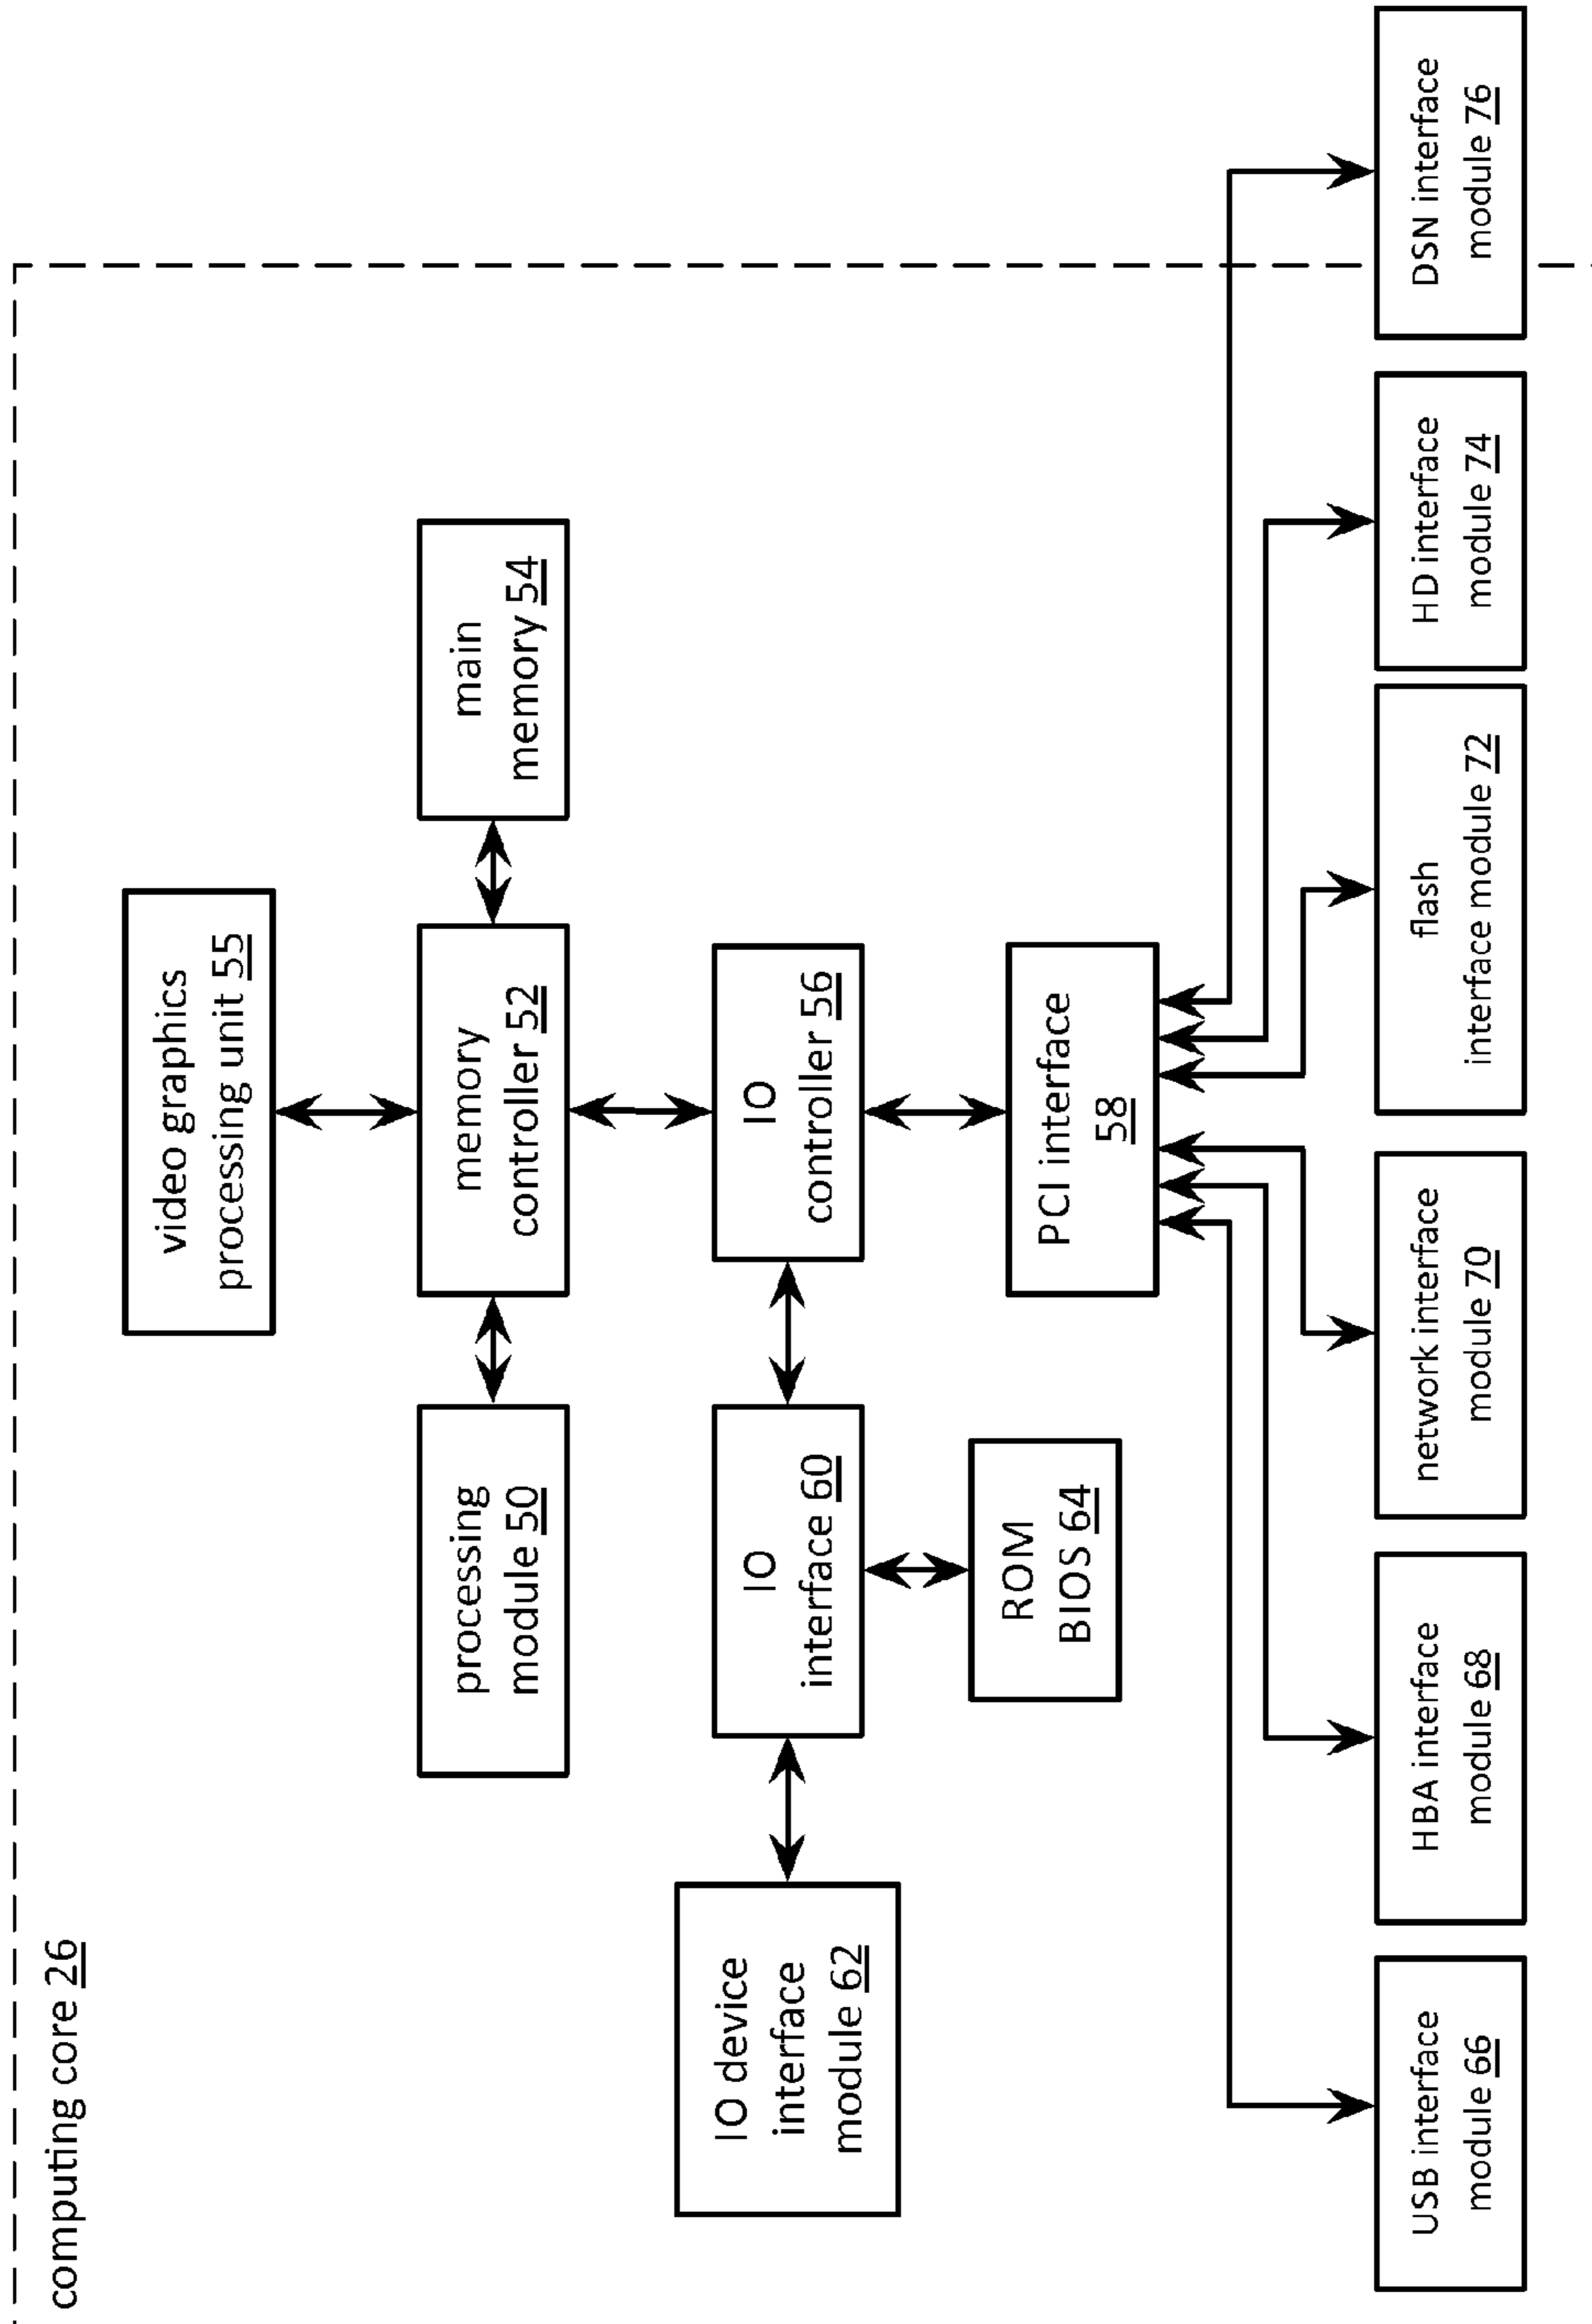 computing core 26
video graphics
processing unit 55
processing
module 50
memory
controller 52
main
memory 54
IO device
interface
module 62
IO
interface 60
IO
controller 56
ROM
BIOS 64
PCI interface
58
USB interface
module 66
HBA interface
module 68
network interface
module 70
flash
interface module 72
HD interface
module 74
DSN interface
module 76